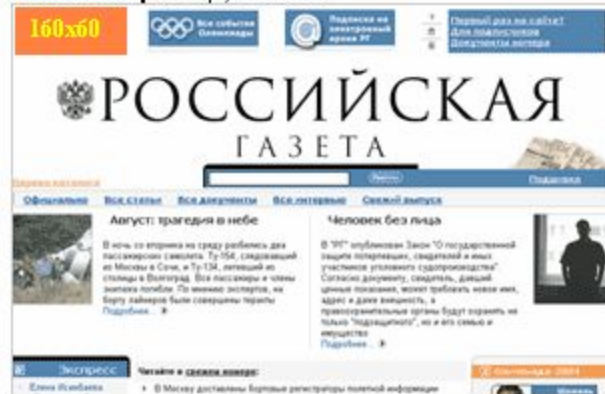 160x60
Все события
Олимпиады
Подписка на
электронный
архив РГ
Первый раз на сайте?
Для подписчиков
Документы номера
РОССИЙСКАЯ
ГАЗЕТА
Подписка
Официально Все статьи Все документы Все интервью Свежий выпуск
Август: трагедия в небе
В ночь со вторника на среду разбились два
пассажирских самолета. Ту-154, следовавший
из Москвы в Сочи, и Ту-134, летевший из
столицы в Волгоград. Все пассажиры и члены
экипажа погибли. По мнению экспертов, на
борту лайнеров были совершены теракты
Подробнее...
Человек без лица
В "РГ" опубликован Закон "О государственной
защите потерпевших, свидетелей и иных
участников уголовного судопроизводства"
Согласно документу, свидетель, дающий
ценные показания, может требовать новое имя,
адрес и даже внешность, а
правоохранительные органы будут охранять не
только "подзащитного", но и его семью и
имущество
Подробнее...
Экспресс
Читайте в свежем номере:
Олимпиада-2004
Елена Исинбаева
В Москву доставлены бортовые регистраторы полетной информации